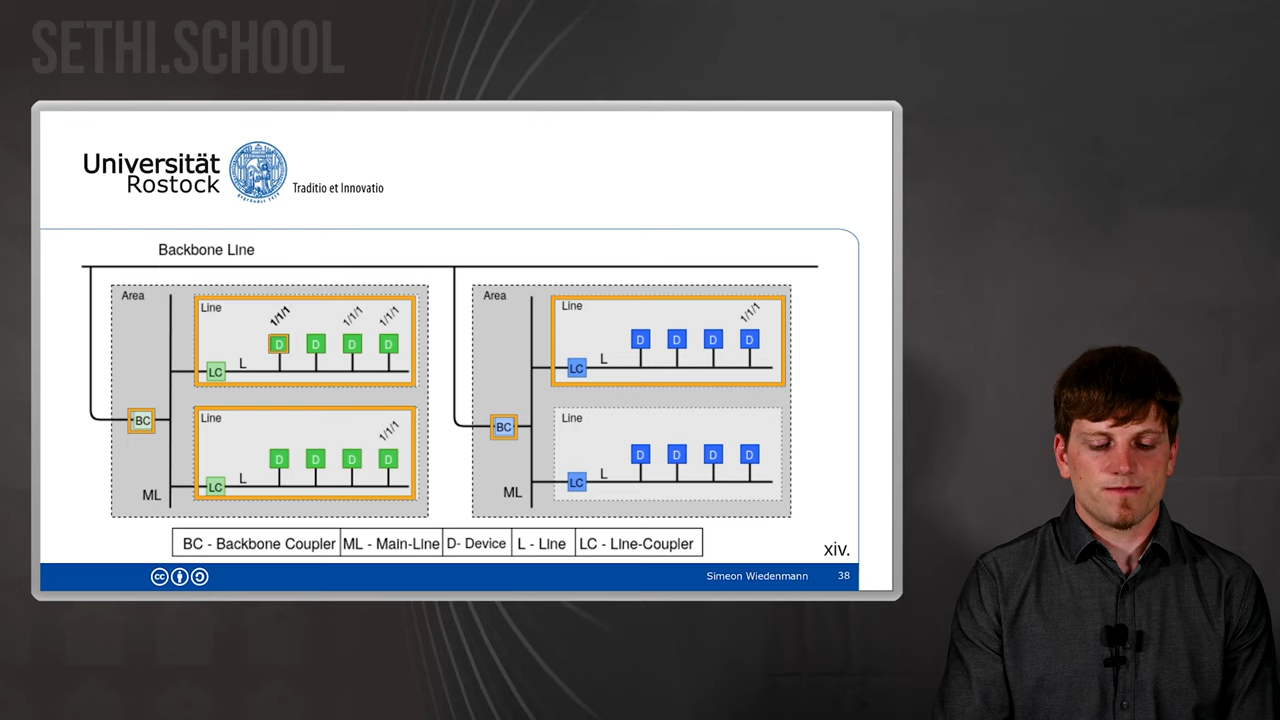 SETHI.SCHOOL
Universität
Rostock
Traditio et Innovatio
Backbone Line
Area
Line
1/1/1
1/1/1
1/1/1
D
D
D
D
LC
L
BC
Line
1/1/1
D
D
D
D
LC
L
ML
Area
Line
1/1/1
D
D
D
D
LC
L
BC
Line
D
D
D
D
LC
L
ML
BC - Backbone Coupler
ML - Main-Line
D- Device
L - Line
LC - Line-Coupler
xiv.
cc
Simeon Wiedenmann
38